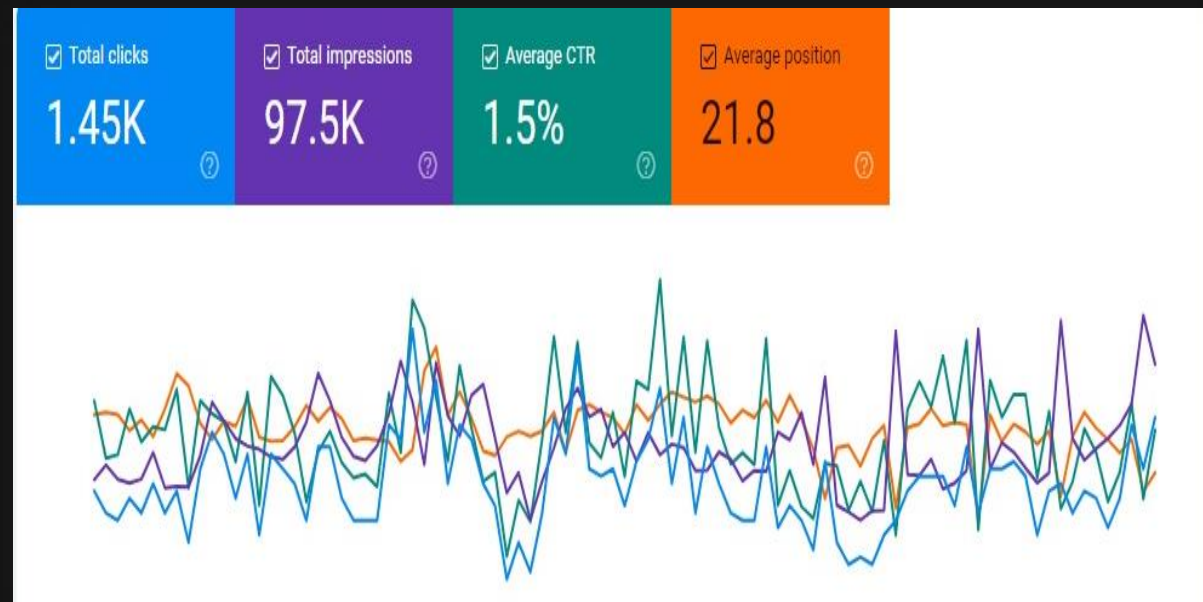 Total clicks
1.45K
Total impressions
97.5K
Average CTR
1.5%
Average position
21.8